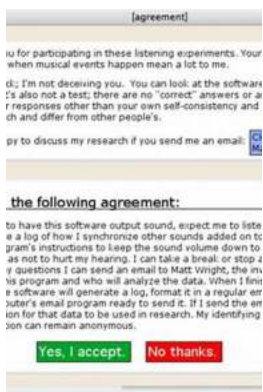 [agreement]
ou for participating in these listening experiments. Your
when musical events happen mean a lot to me.
ck; I'm not deceiving you. You can look at the software
t's also not a test; there are no "correct" answers or a
r responses other than your own self-consistency and
ch and differ from other people's.
py to discuss my research if you send me an email:
the following agreement:
to have this software output sound, expect me to liste
e a log of how I synchronize other sounds added on to
gram's instructions to keep the sound volume down to
as not to hurt my hearing. I can take a break or stop a
y questions I can send an email to Matt Wright, the inv
his program and who will analyze the data. When I finis
e software will generate a log, format it in a regular em
outer's email program ready to send it. If I send the em
on for that data to be used in research. My identifying
on can remain anonymous.
Yes, I accept. No thanks.